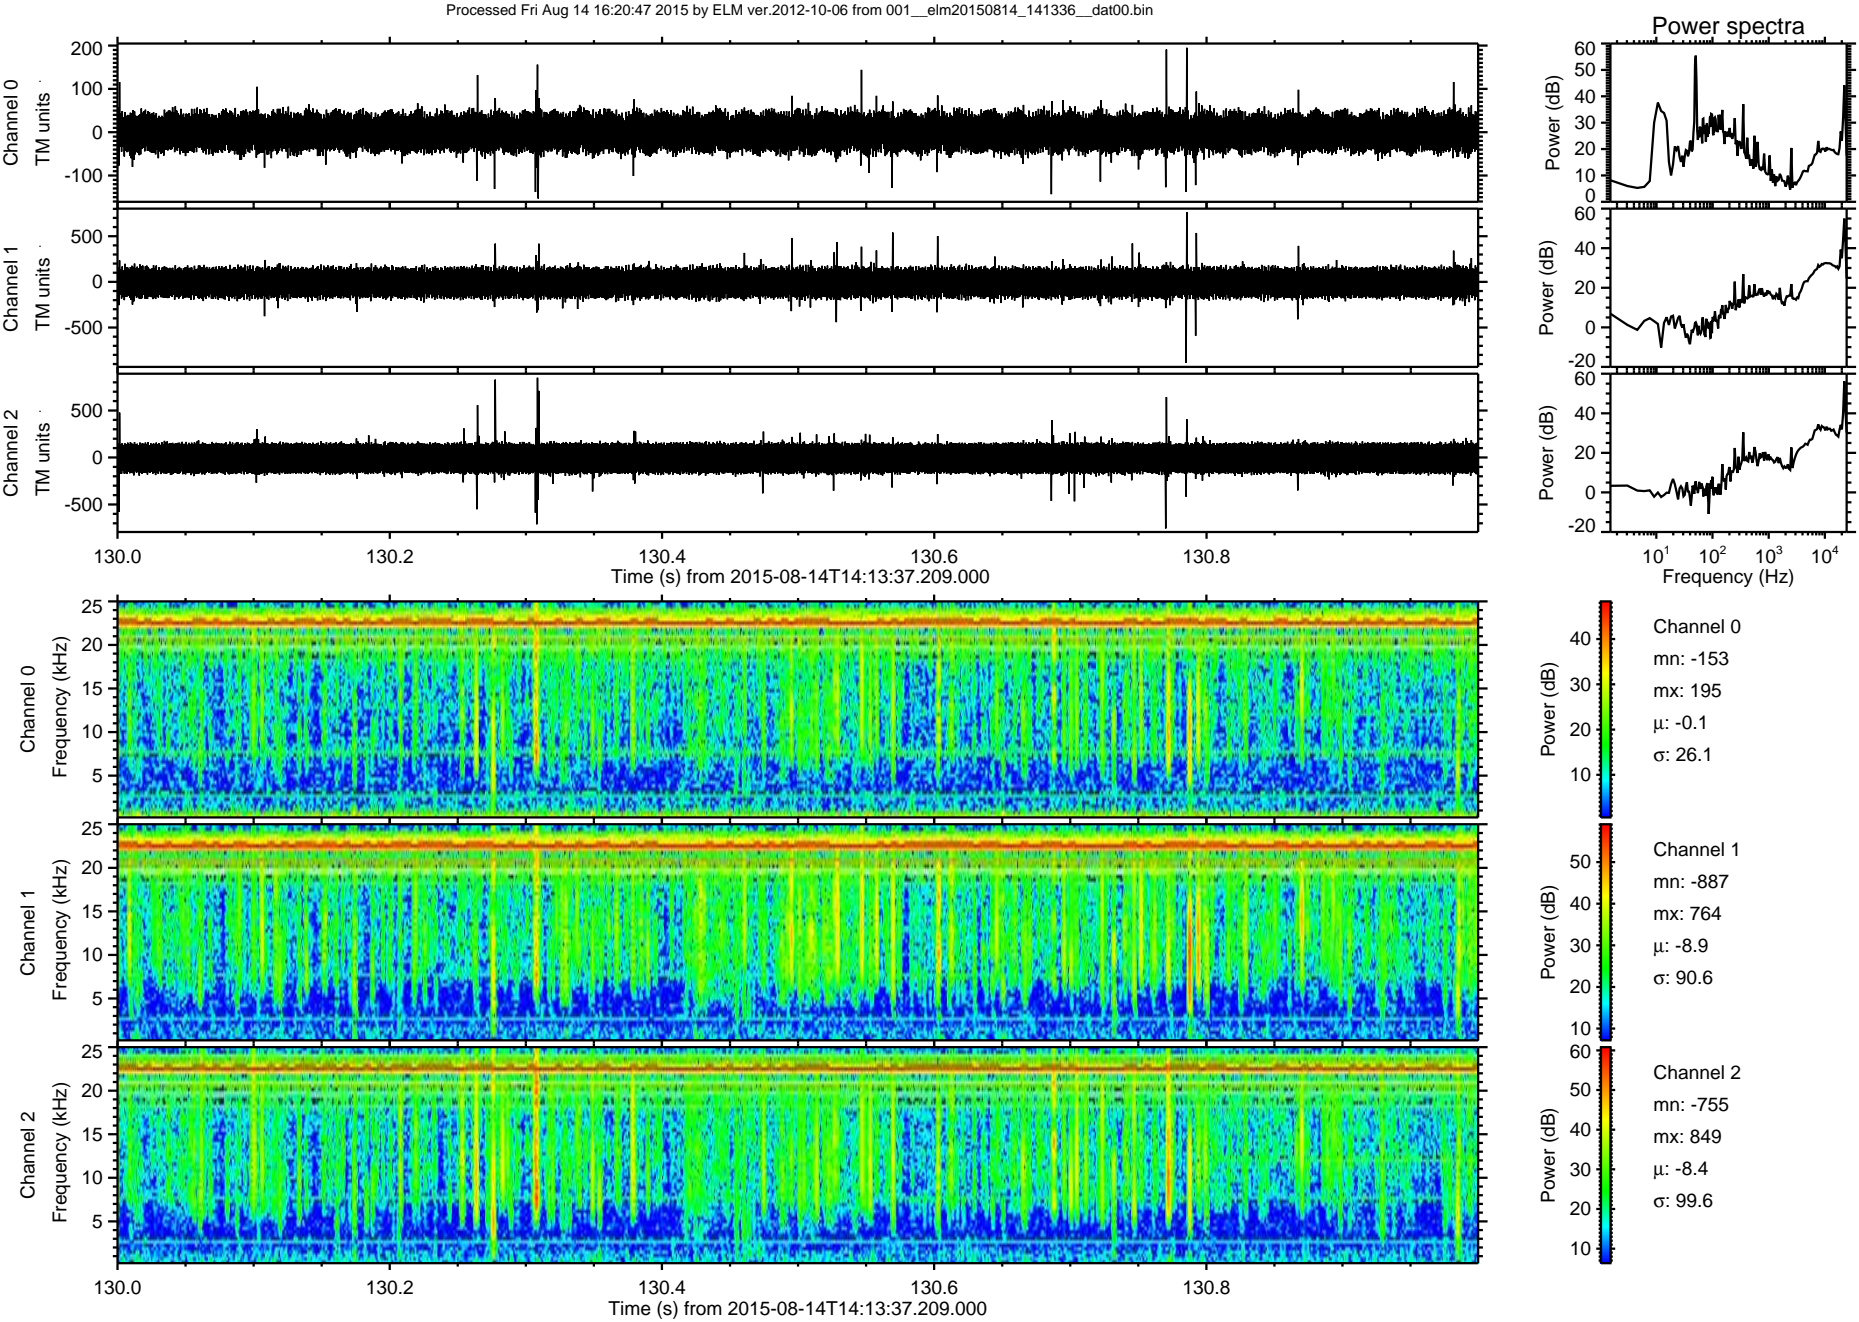 Processed Fri Aug 14 16:20:47 2015 by ELM ver.2012-10-06 from 001__elm20150814_141336__dat00.bin
Power spectra
Channel 0
TM units
200
100
0
-100
Power (dB)
60
50
40
30
20
10
0
Channel 1
TM units
500
0
-500
Power (dB)
60
40
20
0
-20
Channel 2
TM units
500
0
-500
Power (dB)
60
40
20
0
-20
130.0 130.2 130.4 130.6 130.8
Time (s) from 2015-08-14T14:13:37.209.000
10¹ 10² 10³ 10⁴
Frequency (Hz)
Channel 0
Frequency (kHz)
25
20
15
10
5
Power (dB)
40
30
20
10
Channel 0
mn: -153
mx: 195
μ: -0.1
σ: 26.1
Channel 1
Frequency (kHz)
25
20
15
10
5
Power (dB)
50
40
30
20
10
Channel 1
mn: -887
mx: 764
μ: -8.9
σ: 90.6
Channel 2
Frequency (kHz)
25
20
15
10
5
Power (dB)
60
50
40
30
20
10
Channel 2
mn: -755
mx: 849
μ: -8.4
σ: 99.6
130.0 130.2 130.4 130.6 130.8
Time (s) from 2015-08-14T14:13:37.209.000